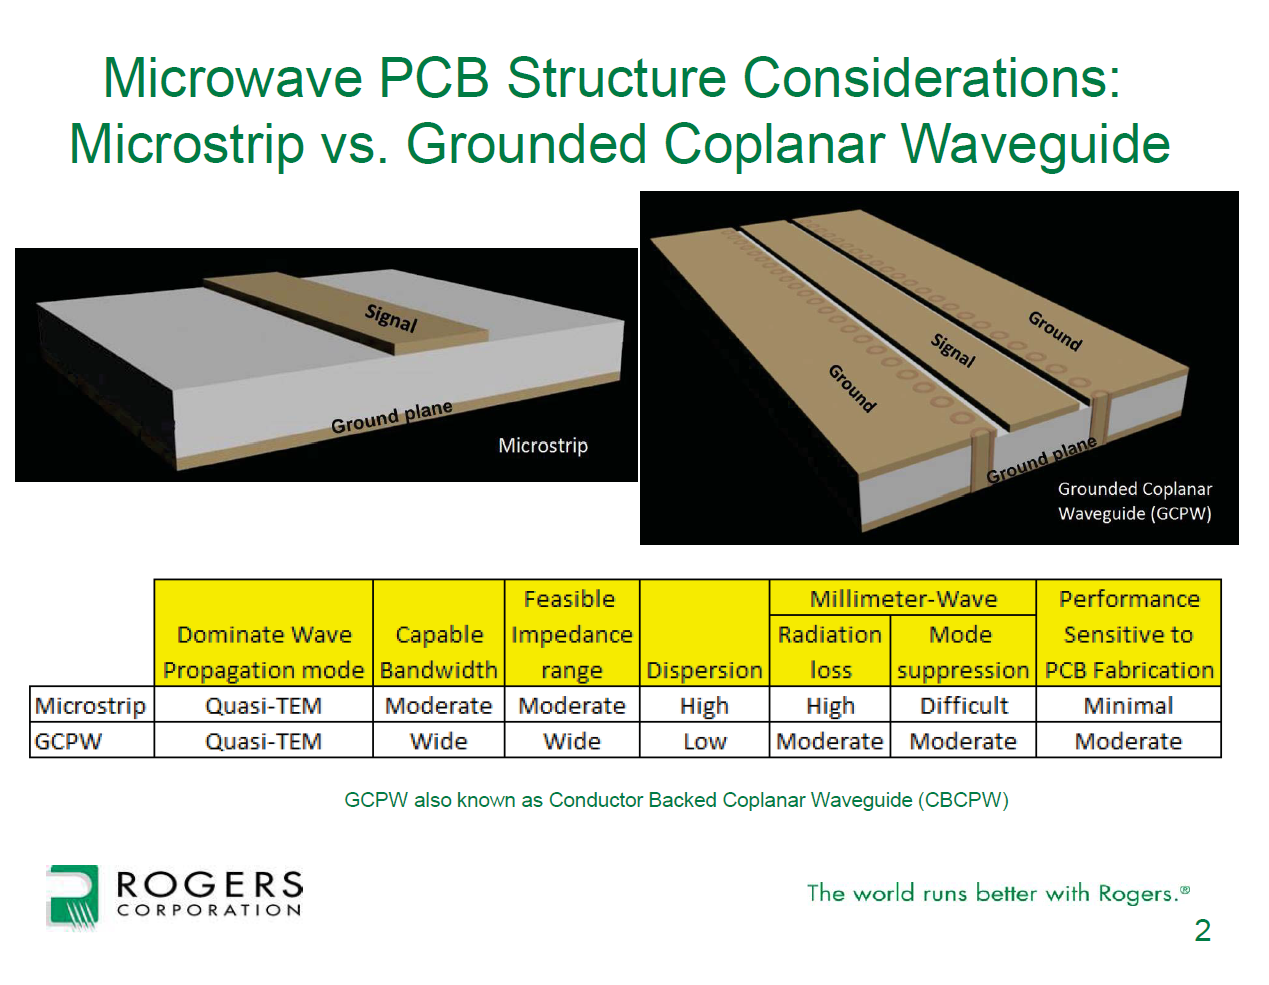 Microwave PCB Structure Considerations:
Microstrip vs. Grounded Coplanar Waveguide
Signal
Ground plane
Microstrip
Ground
Signal
Ground
Ground plane
Grounded Coplanar
Waveguide (GCPW)
Dominate Wave Propagation mode
Capable Bandwidth
Feasible Impedance range
Dispersion
Millimeter-Wave
Radiation loss
Mode suppression
Performance Sensitive to PCB Fabrication
Microstrip Quasi-TEM Moderate Moderate High High Difficult Minimal
GCPW Quasi-TEM Wide Wide Low Moderate Moderate Moderate
GCPW also known as Conductor Backed Coplanar Waveguide (CBCPW)
ROGERS
CORPORATION
The world runs better with Rogers.®
2